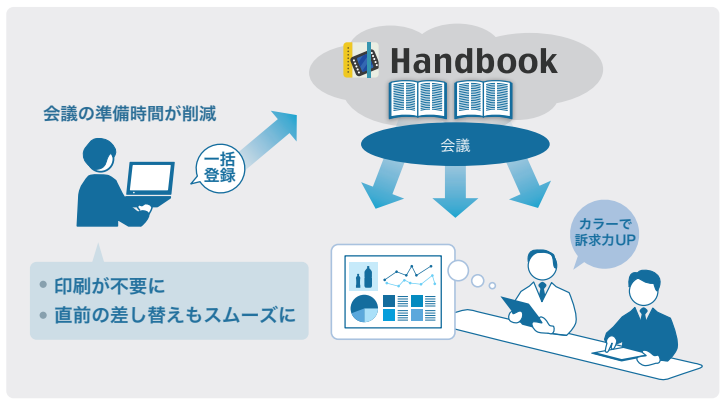 Handbook
会議
会議の準備時間が削減
一括
登録
カラーで
訴求力UP
● 印刷が不要に
● 直前の差し替えもスムーズに